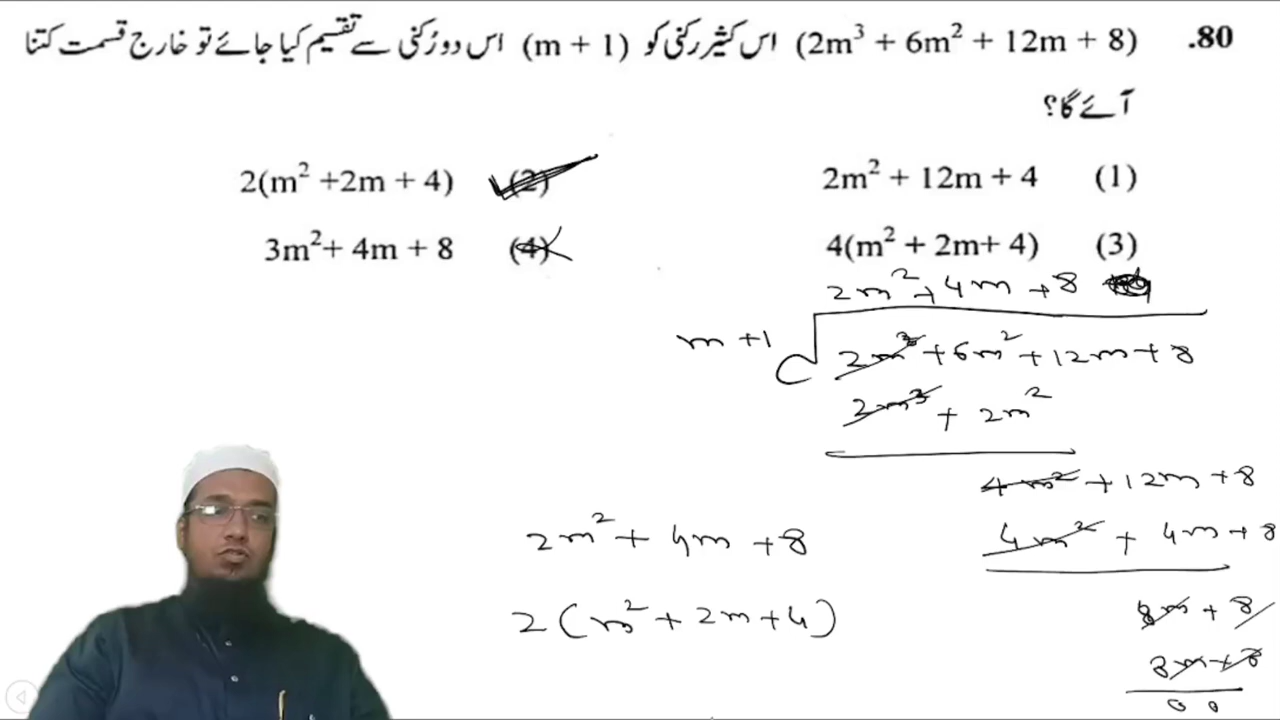 .80 (2m³ + 6m² + 12m + 8) اس کثیر رکنی کو (m + 1) اس دو رُکنی سے تقسیم کیا جائے تو خارج قسمت کتنا
آئے گا؟
(1) 2m² + 12m + 4
(2) 2(m² +2m + 4)
(3) 4(m² + 2m+ 4)
(4) 3m²+ 4m + 8
2m² + 4m + 8
m + 1
2m³ + 6m² + 12m + 8
2m³ + 2m²
4m² + 12m + 8
4m² + 4m + 8
8m + 8
8m + 8
0 0
2m² + 4m + 8
2(m² + 2m + 4)